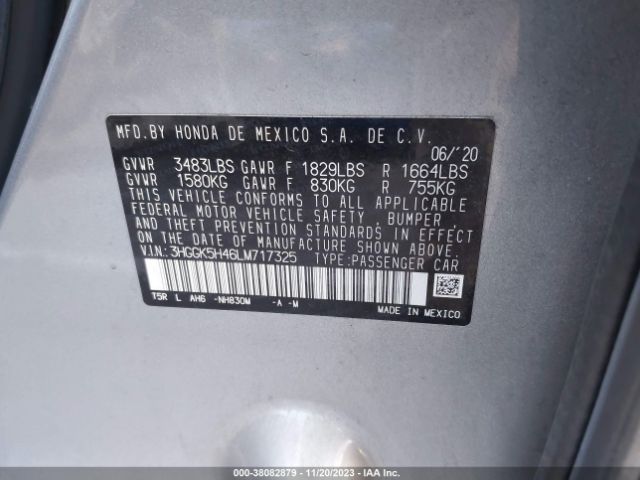 MFD.BY HONDA DE MEXICO S.A. DE C.V.
06/'20
GVWR 3483LBS GAWR F 1829LBS R 1664LBS
GVWR 1580KG GAWR F 830KG R 755KG
THIS VEHICLE CONFORMS TO ALL APPLICABLE
FEDERAL MOTOR VEHICLE SAFETY, BUMPER,
AND THEFT PREVENTION STANDARDS IN EFFECT
ON THE DATE OF MANUFACTURE SHOWN ABOVE.
V.I.N: 3HGGK5H46LM717325 TYPE:PASSENGER CAR
T5R L AH6 -NH830M -A -M MADE IN MEXICO
000-38082879 - 11/20/2023 - IAA Inc.